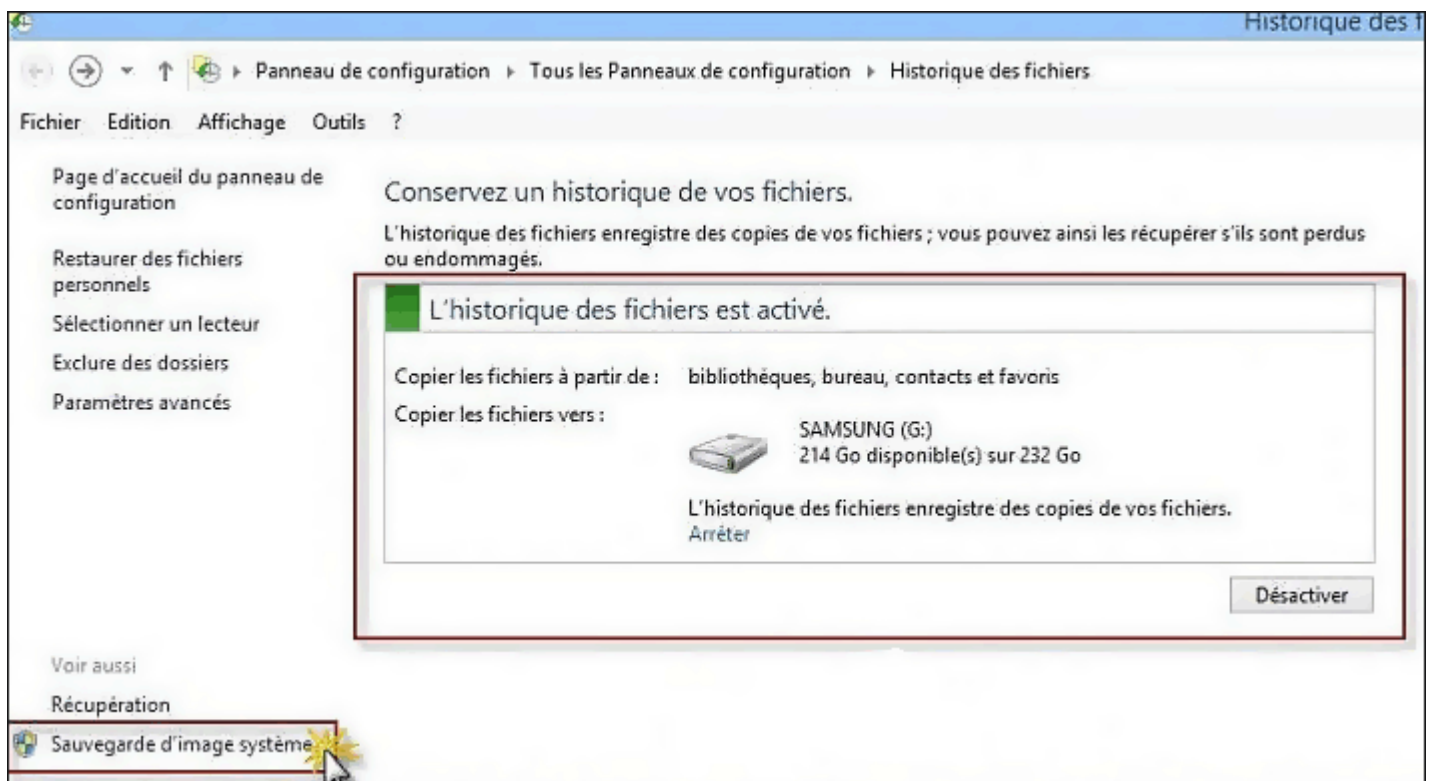 Historique des f
Panneau de configuration ▸ Tous les Panneaux de configuration ▸ Historique des fichiers
Fichier Edition Affichage Outils ?
Page d'accueil du panneau de
configuration
Restaurer des fichiers
personnels
Sélectionner un lecteur
Exclure des dossiers
Paramètres avancés
Conservez un historique de vos fichiers.
L'historique des fichiers enregistre des copies de vos fichiers ; vous pouvez ainsi les récupérer s'ils sont perdus
ou endommagés.
L'historique des fichiers est activé.
Copier les fichiers à partir de : bibliothèques, bureau, contacts et favoris
Copier les fichiers vers :
SAMSUNG (G:)
214 Go disponible(s) sur 232 Go
L'historique des fichiers enregistre des copies de vos fichiers.
Arrêter
Désactiver
Voir aussi
Récupération
Sauvegarde d'image système